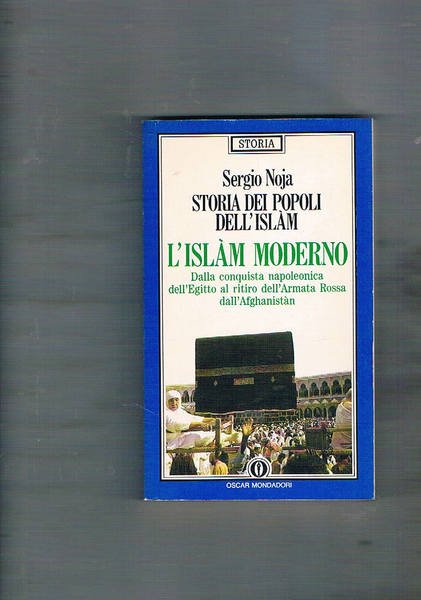 STORIA
Sergio Noja
STORIA DEI POPOLI
DELL'ISLÀM
L'ISLÀM MODERNO
Dalla conquista napoleonica
dell'Egitto al ritiro dell'Armata Rossa
dall'Afghanistàn
OSCAR MONDADORI